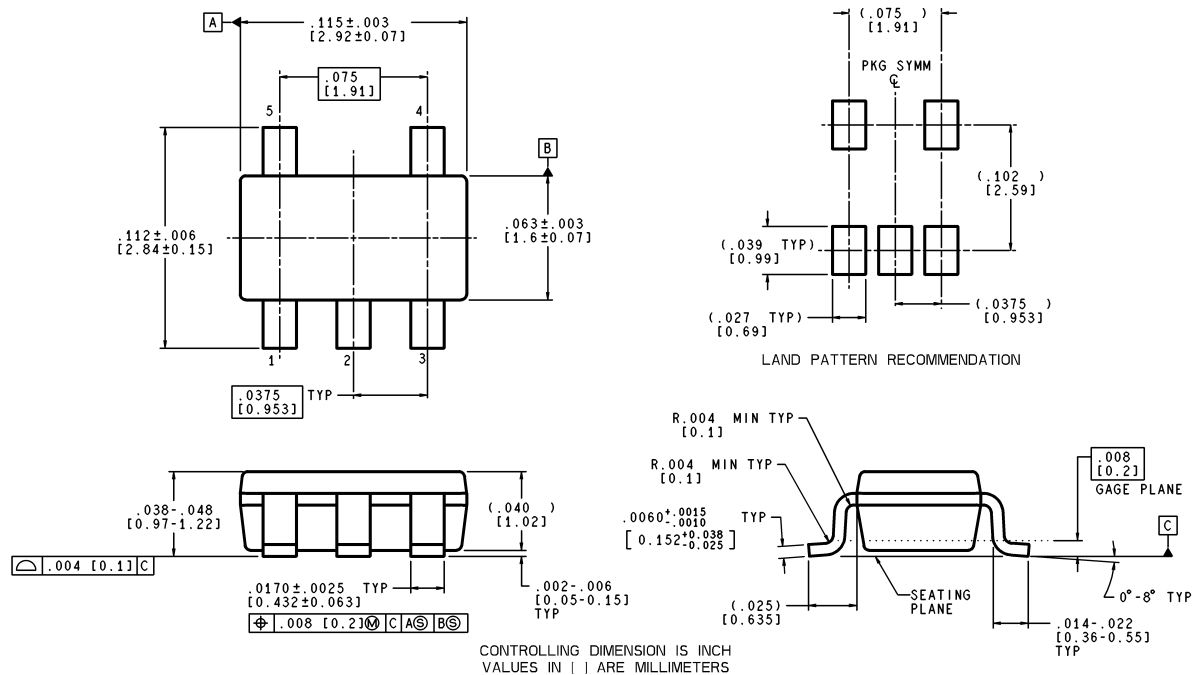 A
.115±.003
[2.92±0.07]
.075
[1.91]
5
4
B
.112±.006
[2.84±0.15]
.063±.003
[1.6±0.07]
1
2
3
.0375 TYP
[0.953]
(.075 )
[1.91]
PKG SYMM
℄
(.102 )
[2.59]
(.039 TYP)
[0.99]
(.027 TYP)
[0.69]
(.0375 )
[0.953]
LAND PATTERN RECOMMENDATION
.038-.048
[0.97-1.22]
(.040 )
[1.02]
⌓ .004 [0.1] C
.0170±.0025 TYP
[0.432±0.063]
⌖ .008 [0.2]Ⓜ C AⓈ BⓈ
.002-.006
[0.05-0.15]
TYP
R.004 MIN TYP
[0.1]
R.004 MIN TYP
[0.1]
.0060+.0015 -.0010 TYP
[0.152+0.038 -0.025]
.008
[0.2]
GAGE PLANE
C
SEATING
PLANE
0°-8° TYP
(.025)
[0.635]
.014-.022
[0.36-0.55]
TYP
CONTROLLING DIMENSION IS INCH
VALUES IN [ ] ARE MILLIMETERS